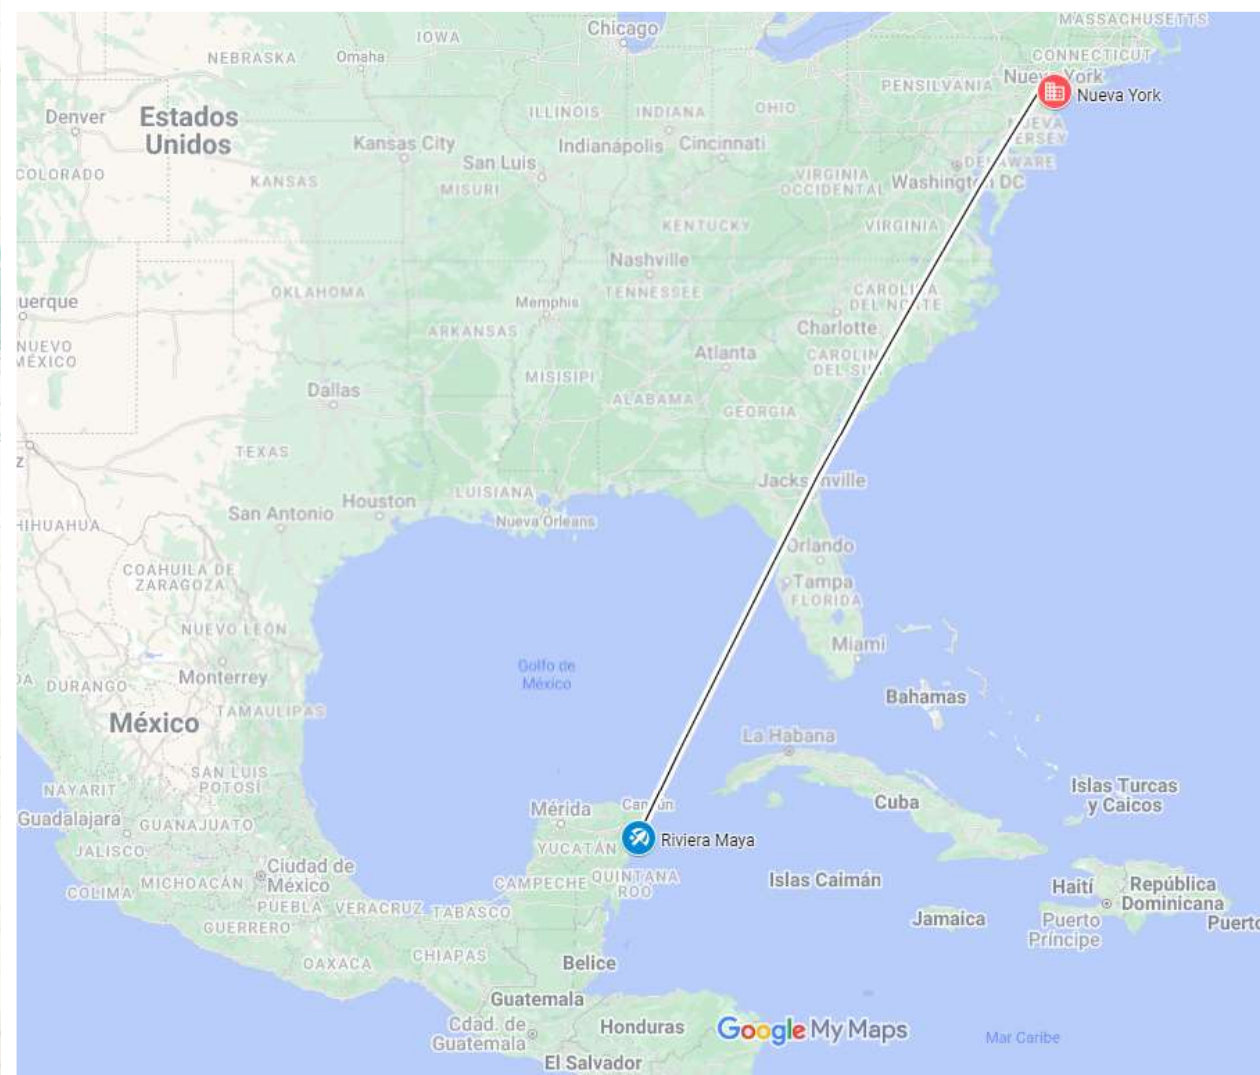 MASSACHUSETTS
Chicago
IOWA
NEBRASKA
Omaha
CONNECTICUT
Nueva York
PENSILVANIA
Nueva York
Denver
Estados
Unidos
ILLINOIS
INDIANA
OHIO
NUEVA
JERSEY
Kansas City
Indianápolis
Cincinnati
San Luis
DELAWARE
COLORADO
KANSAS
MISURI
VIRGINIA
OCCIDENTAL
Washington DC
KENTUCKY
VIRGINIA
Nashville
TENNESSEE
OKLAHOMA
Memphis
CAROLINA
DEL NORTE
uerque
ARKANSAS
Charlotte
NUEVO
MÉXICO
Atlanta
CAROLINA
DEL SUR
MISISIPI
Dallas
ALABAMA
GEORGIA
TEXAS
z
Jacksonville
LUISIANA
Houston
San Antonio
Nueva Orleans
HIHUAHUA
Orlando
COAHUILA DE
ZARAGOZA
Tampa
FLORIDA
NUEVO LEÓN
Miami
Golfo de
México
Monterrey
DURANGO
Bahamas
TAMAULIPAS
México
La Habana
SAN LUIS
POTOSÍ
NAYARIT
Islas Turcas
y Caicos
Mérida
Cancún
Cuba
Guadalajara
GUANAJUATO
Riviera Maya
JALISCO
YUCATÁN
Ciudad de
México
MICHOACÁN
COLIMA
CAMPECHE
QUINTANA
ROO
Islas Caimán
Haití
República
Dominicana
PUEBLA
VERACRUZ
TABASCO
Jamaica
Puerto
Príncipe
Puerto
GUERRERO
OAXACA
CHIAPAS
Belice
Guatemala
Cdad. de
Guatemala
Honduras
Google My Maps
Mar Caribe
El Salvador